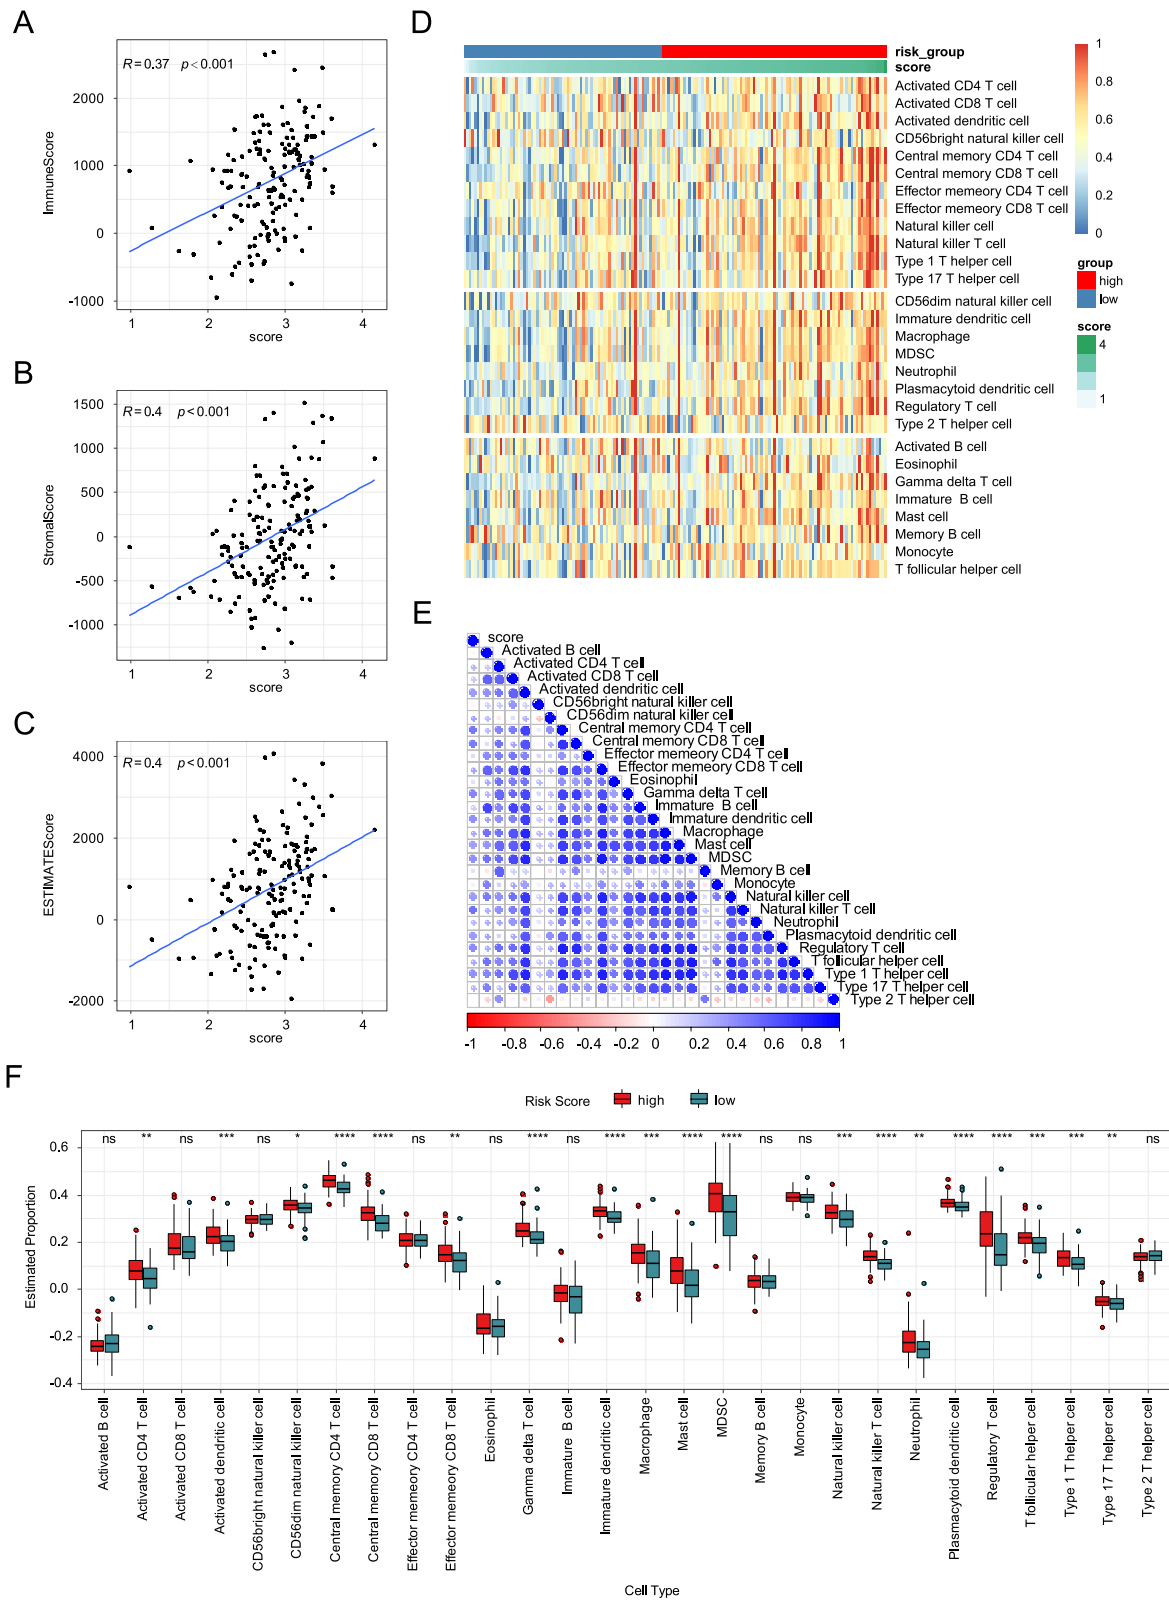 A
R = 0.37 p < 0.001
2000
1000
0
-1000
ImmuneScore
1 2 3 4
score
B
R = 0.4 p < 0.001
1500
1000
500
0
-500
-1000
StromalScore
1 2 3 4
score
C
R = 0.4 p < 0.001
4000
2000
0
-2000
ESTIMATEScore
1 2 3 4
score
D
risk_group
score
Activated CD4 T cell
Activated CD8 T cell
Activated dendritic cell
CD56bright natural killer cell
Central memory CD4 T cell
Central memory CD8 T cell
Effector memeory CD4 T cell
Effector memeory CD8 T cell
Natural killer cell
Natural killer T cell
Type 1 T helper cell
Type 17 T helper cell
CD56dim natural killer cell
Immature dendritic cell
Macrophage
MDSC
Neutrophil
Plasmacytoid dendritic cell
Regulatory T cell
Type 2 T helper cell
Activated B cell
Eosinophil
Gamma delta T cell
Immature B cell
Mast cell
Memory B cell
Monocyte
T follicular helper cell
1
0.8
0.6
0.4
0.2
0
group
high
low
score
4
1
E
score
Activated B cell
Activated CD4 T cell
Activated CD8 T cell
Activated dendritic cell
CD56bright natural killer cell
CD56dim natural killer cell
Central memory CD4 T cell
Central memory CD8 T cell
Effector memeory CD4 T cell
Effector memeory CD8 T cell
Eosinophil
Gamma delta T cell
Immature B cell
Immature dendritic cell
Macrophage
Mast cell
MDSC
Memory B cell
Monocyte
Natural killer cell
Natural killer T cell
Neutrophil
Plasmacytoid dendritic cell
Regulatory T cell
T follicular helper cell
Type 1 T helper cell
Type 17 T helper cell
Type 2 T helper cell
-1 -0.8 -0.6 -0.4 -0.2 0 0.2 0.4 0.6 0.8 1
F
Risk Score high low
ns ** ns *** ns * **** **** ns ** ns **** ns **** *** **** **** ns ns *** **** ** **** **** *** *** ** ns
0.6
0.4
0.2
0.0
-0.2
-0.4
Estimated Proportion
Activated B cell
Activated CD4 T cell
Activated CD8 T cell
Activated dendritic cell
CD56bright natural killer cell
CD56dim natural killer cell
Central memory CD4 T cell
Central memory CD8 T cell
Effector memeory CD4 T cell
Effector memeory CD8 T cell
Eosinophil
Gamma delta T cell
Immature B cell
Immature dendritic cell
Macrophage
Mast cell
MDSC
Memory B cell
Monocyte
Natural killer cell
Natural killer T cell
Neutrophil
Plasmacytoid dendritic cell
Regulatory T cell
T follicular helper cell
Type 1 T helper cell
Type 17 T helper cell
Type 2 T helper cell
Cell Type